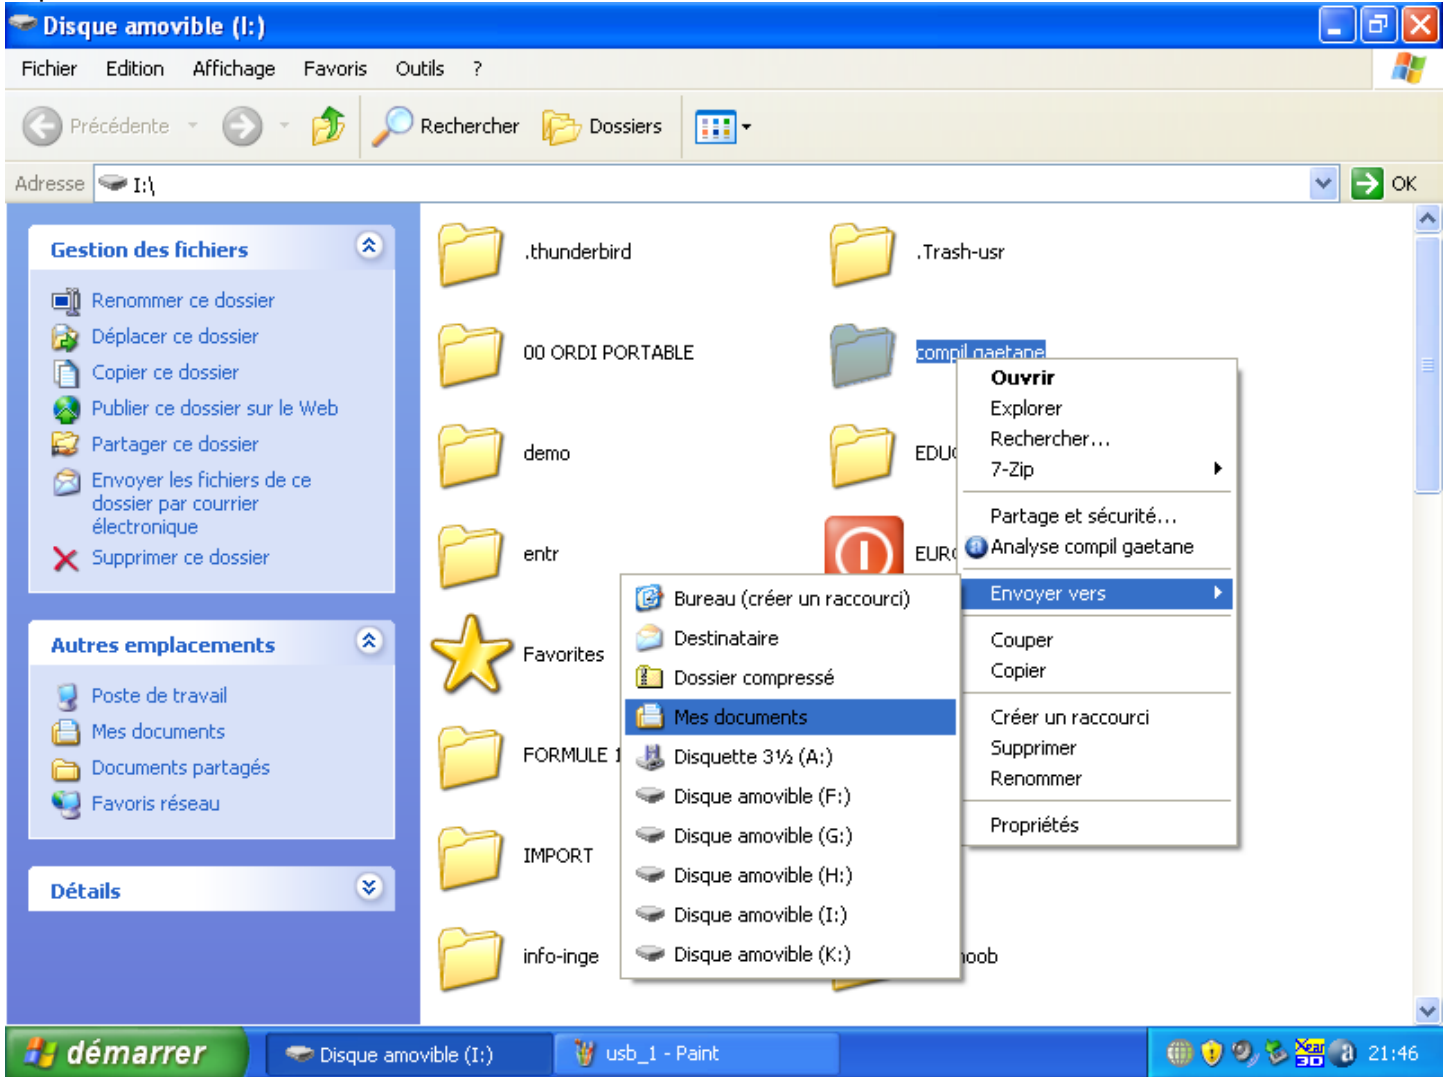 Disque amovible (I:)
Fichier Edition Affichage Favoris Outils ?
Précédente Rechercher Dossiers
Adresse I:\ OK
Gestion des fichiers
Renommer ce dossier
Déplacer ce dossier
Copier ce dossier
Publier ce dossier sur le Web
Partager ce dossier
Envoyer les fichiers de ce
dossier par courrier
électronique
Supprimer ce dossier
Autres emplacements
Poste de travail
Mes documents
Documents partagés
Favoris réseau
Détails
.thunderbird
.Trash-usr
00 ORDI PORTABLE
compil gaetane
demo
EDU
entr
EUR
Favorites
FORMULE 1
IMPORT
info-inge
noob
Ouvrir
Explorer
Rechercher...
7-Zip
Partage et sécurité...
Analyse compil gaetane
Envoyer vers
Couper
Copier
Créer un raccourci
Supprimer
Renommer
Propriétés
Bureau (créer un raccourci)
Destinataire
Dossier compressé
Mes documents
Disquette 3½ (A:)
Disque amovible (F:)
Disque amovible (G:)
Disque amovible (H:)
Disque amovible (I:)
Disque amovible (K:)
démarrer Disque amovible (I:) usb_1 - Paint Xear 3D 21:46